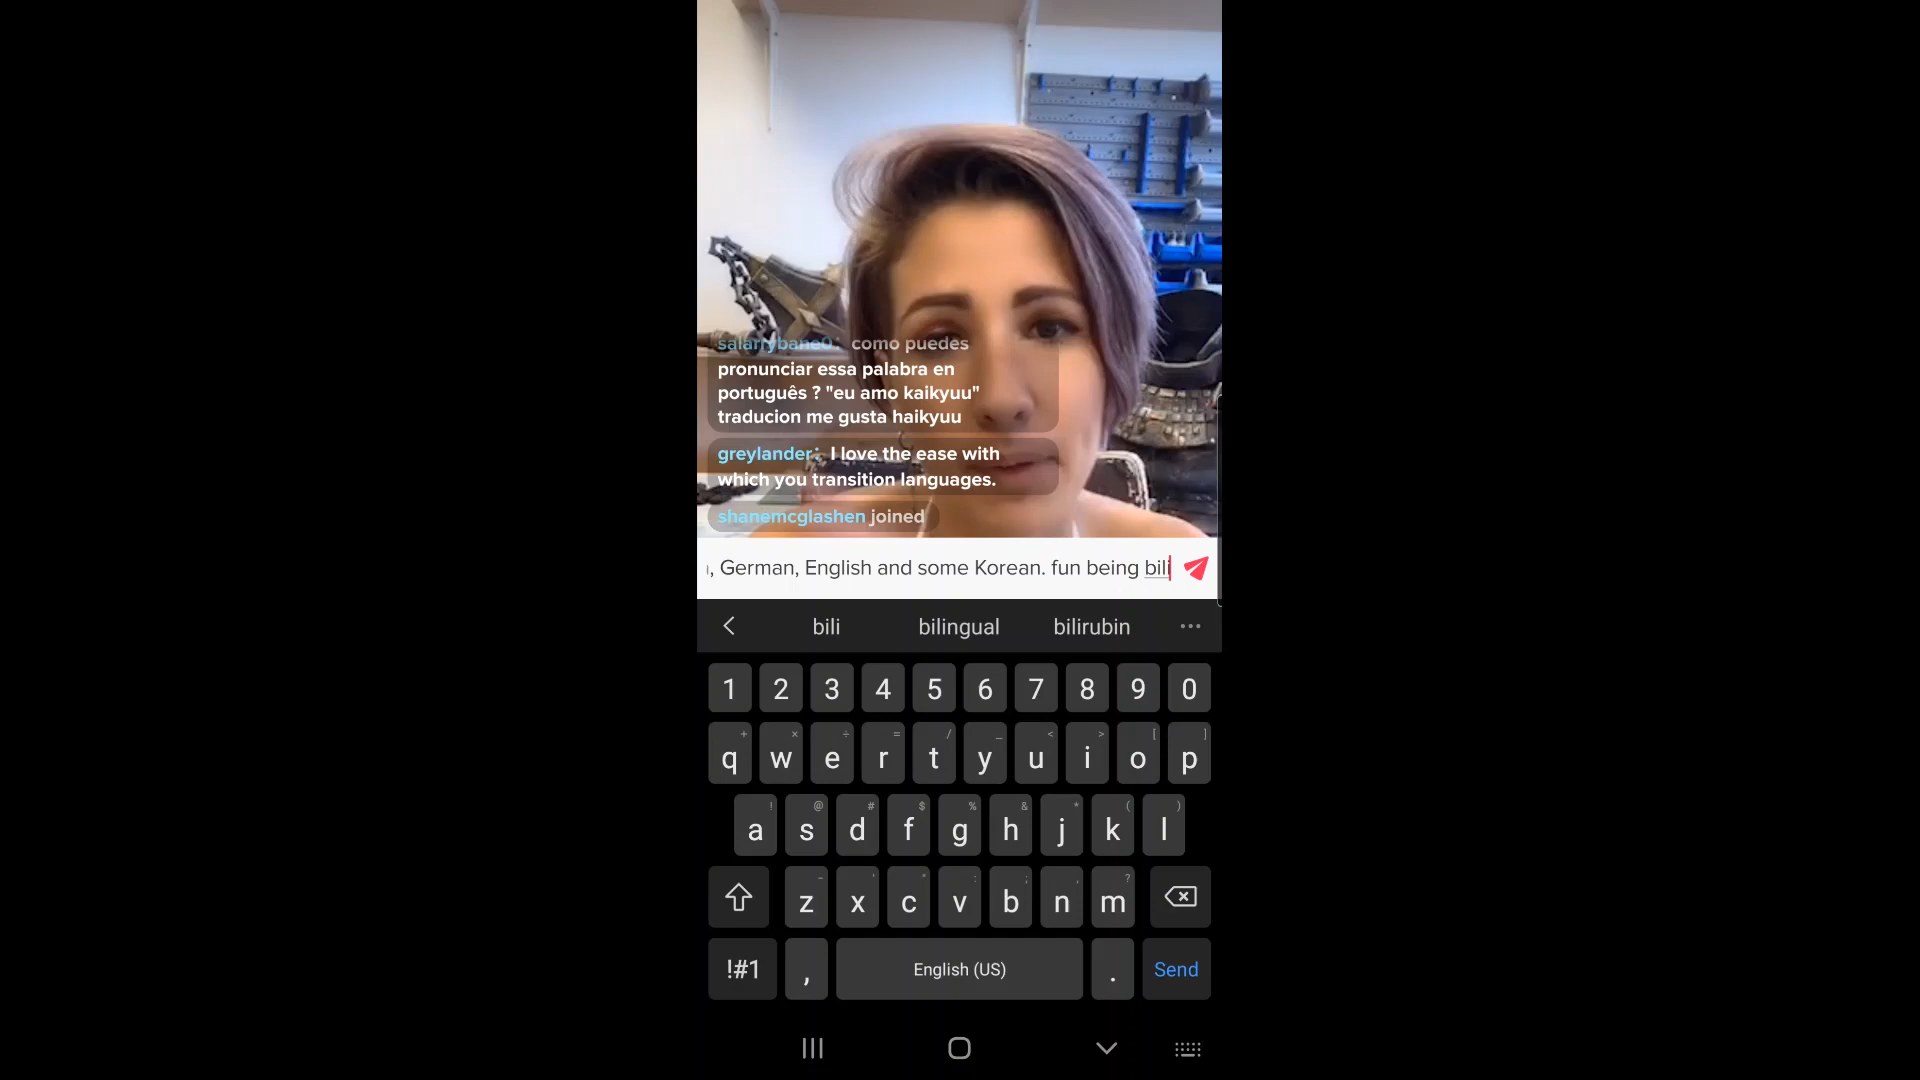 salarrybane0: como puedes
pronunciar essa palabra en
português ? "eu amo kaikyuu"
traducion me gusta haikyuu
greylander: I love the ease with
which you transition languages.
shanemcglashen joined
, German, English and some Korean. fun being bili
bili bilingual bilirubin
1 2 3 4 5 6 7 8 9 0
q w e r t y u i o p
a s d f g h j k l
z x c v b n m
!#1 , English (US) . Send